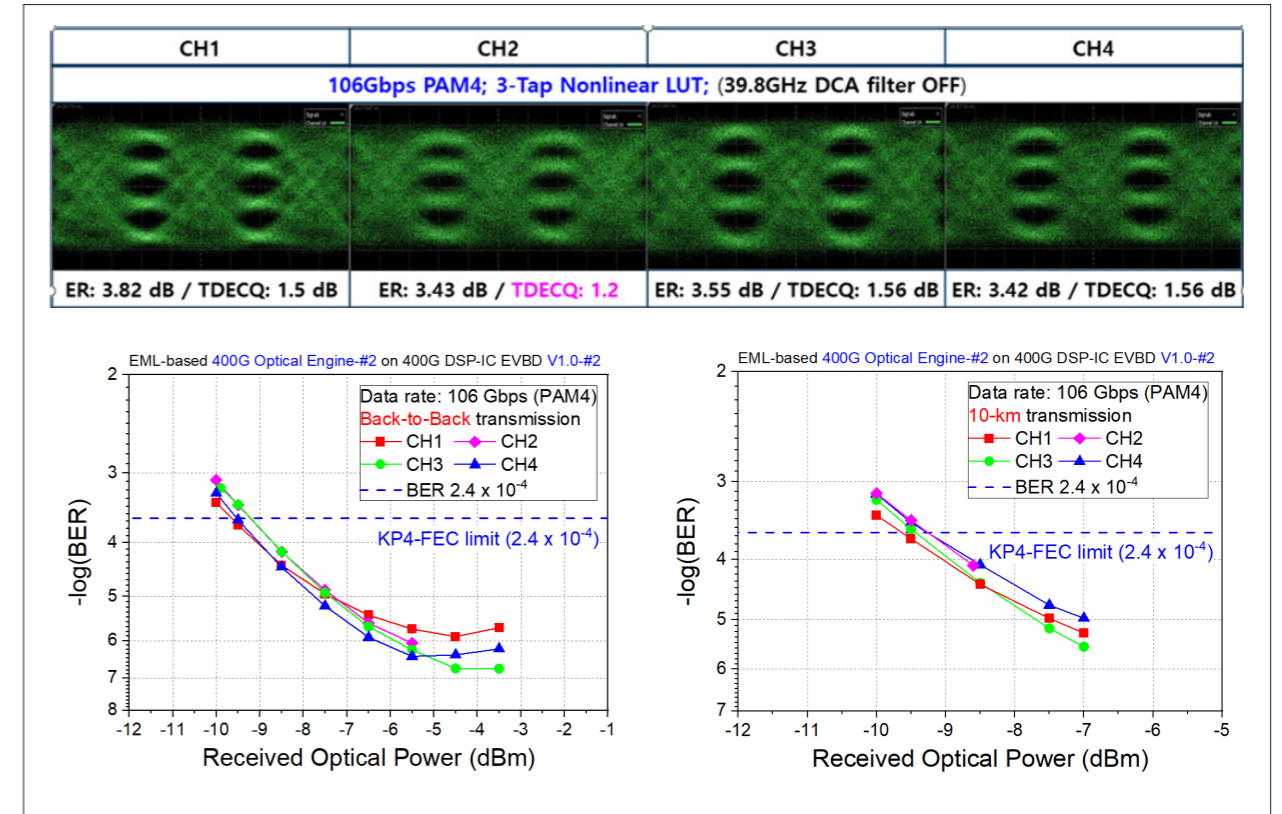 CH1 CH2 CH3 CH4
106Gbps PAM4; 3-Tap Nonlinear LUT; (39.8GHz DCA filter OFF)
ER: 3.82 dB / TDECQ: 1.5 dB
ER: 3.43 dB / TDECQ: 1.2
ER: 3.55 dB / TDECQ: 1.56 dB
ER: 3.42 dB / TDECQ: 1.56 dB
EML-based 400G Optical Engine-#2 on 400G DSP-IC EVBD V1.0-#2
Data rate: 106 Gbps (PAM4)
Back-to-Back transmission
CH1 CH2
CH3 CH4
BER 2.4 x 10⁻⁴
KP4-FEC limit (2.4 x 10⁻⁴)
-log(BER)
2
3
4
5
6
7
8
-12 -11 -10 -9 -8 -7 -6 -5 -4 -3 -2 -1
Received Optical Power (dBm)
EML-based 400G Optical Engine-#2 on 400G DSP-IC EVBD V1.0-#2
Data rate: 106 Gbps (PAM4)
10-km transmission
CH1 CH2
CH3 CH4
BER 2.4 x 10⁻⁴
KP4-FEC limit (2.4 x 10⁻⁴)
-log(BER)
2
3
4
5
6
7
-12 -11 -10 -9 -8 -7 -6 -5
Received Optical Power (dBm)